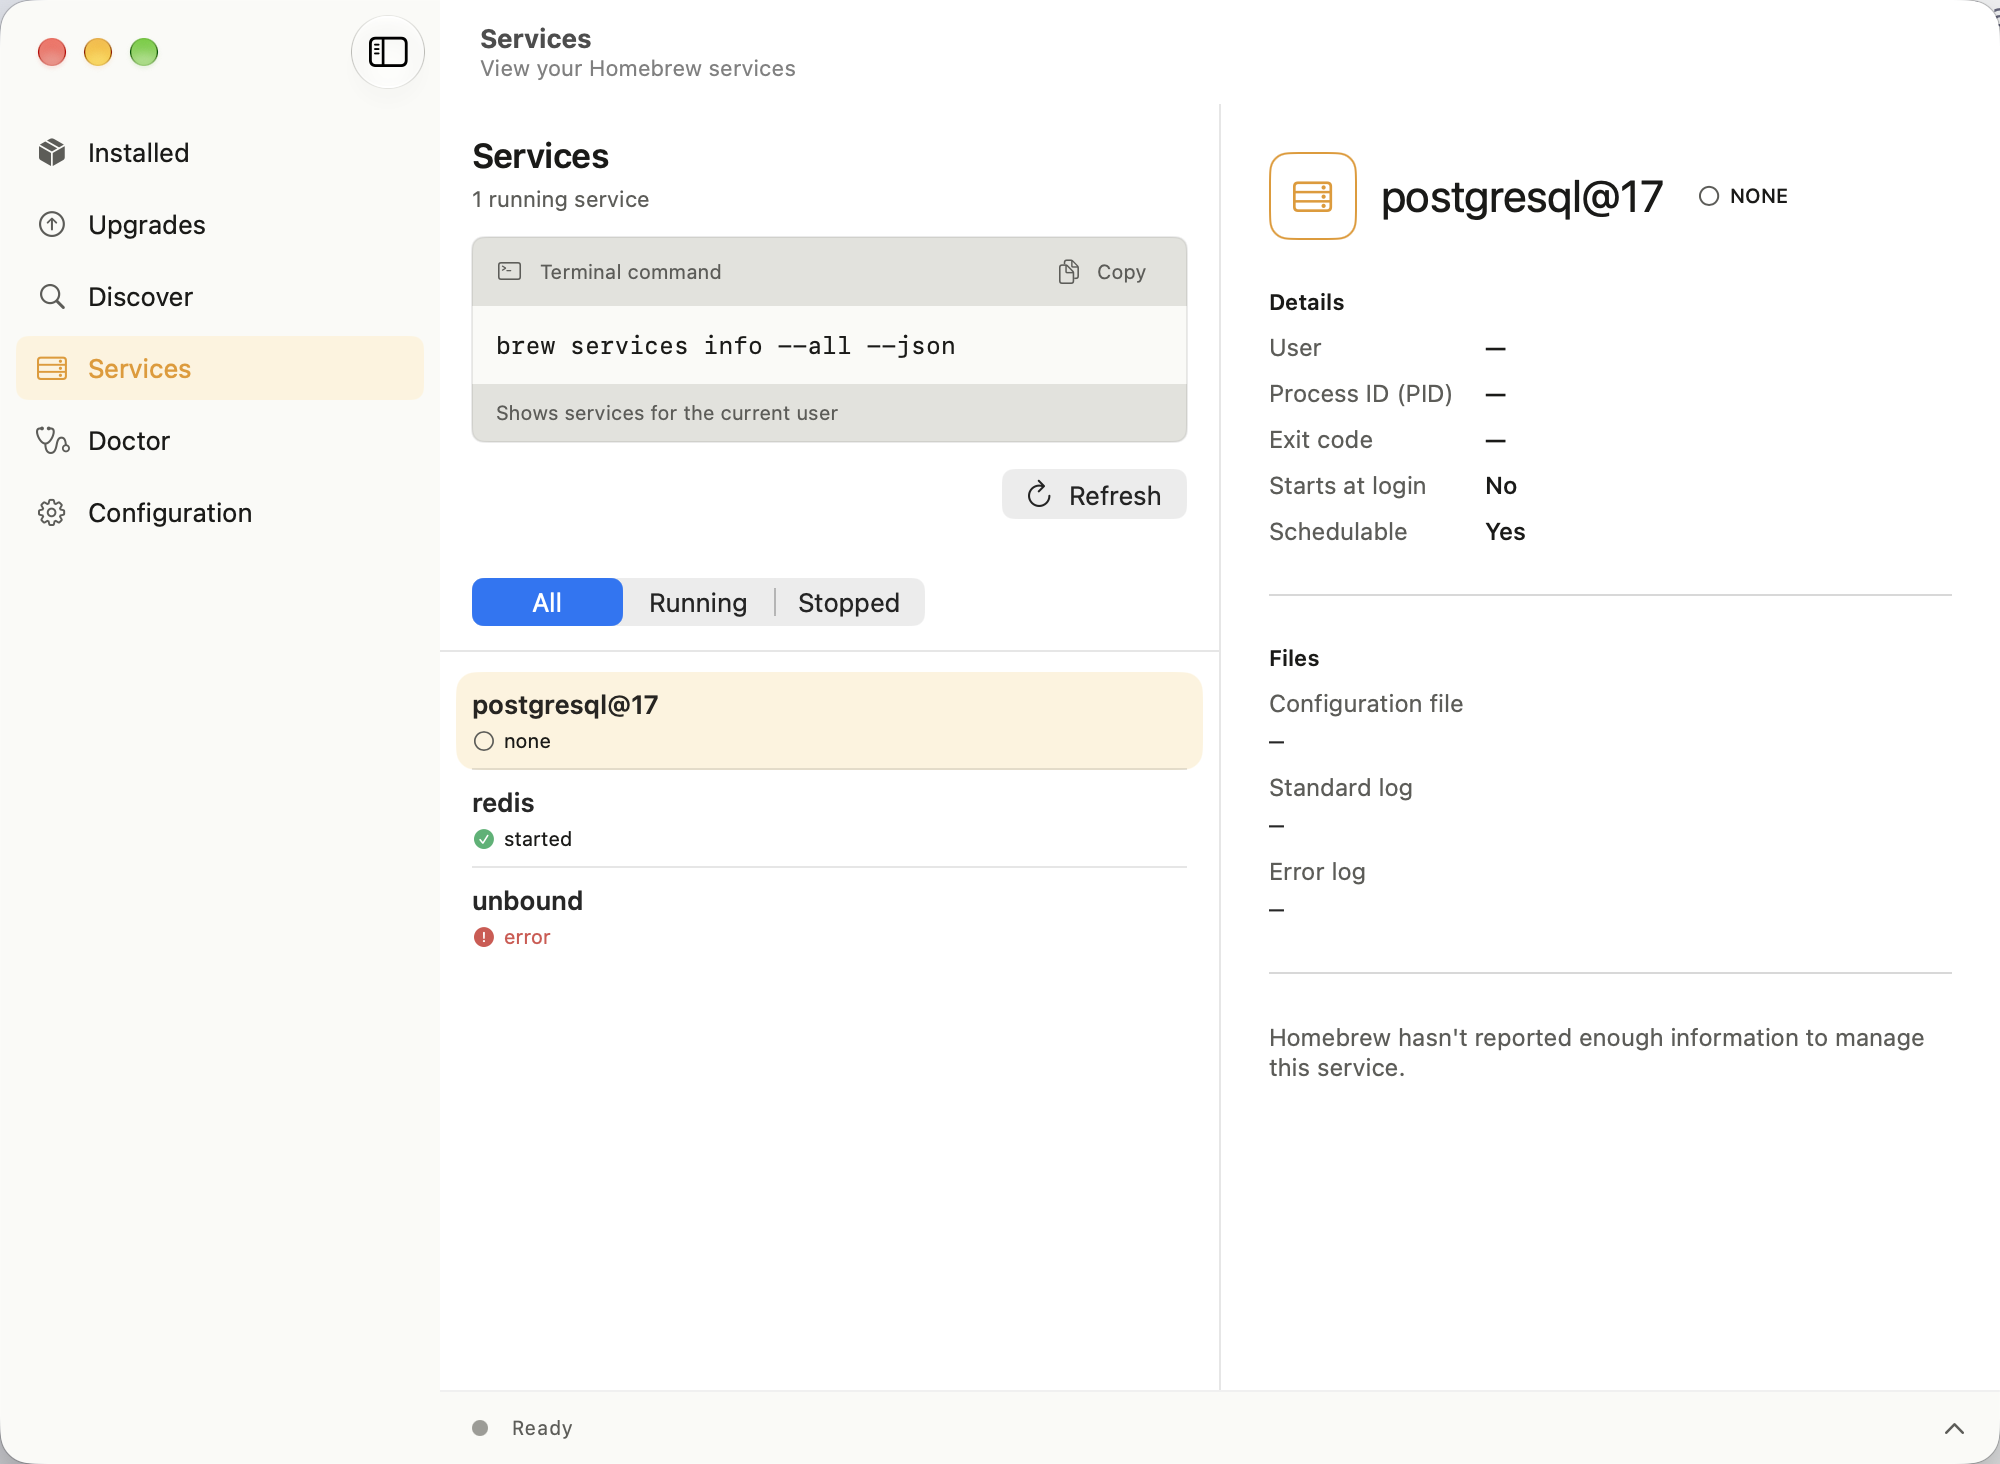 Services
View your Homebrew services
Installed
Upgrades
Discover
Services
Doctor
Configuration
Services
1 running service
Terminal command
Copy
brew services info --all --json
Shows services for the current user
Refresh
All
Running
Stopped
postgresql@17
none
redis
started
unbound
error
postgresql@17
NONE
Details
User —
Process ID (PID) —
Exit code —
Starts at login No
Schedulable Yes
Files
Configuration file
—
Standard log
—
Error log
—
Homebrew hasn't reported enough information to manage
this service.
Ready